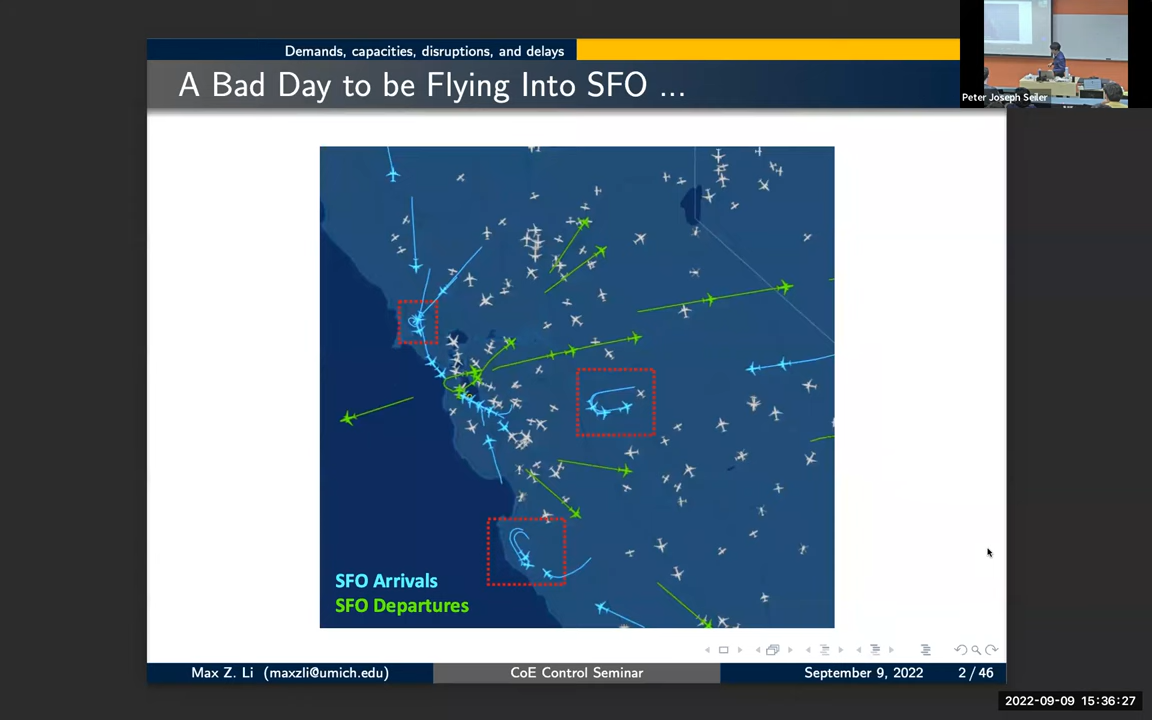 Demands, capacities, disruptions, and delays
A Bad Day to be Flying Into SFO ...
Peter Joseph Seiler
SFO Arrivals
SFO Departures
Max Z. Li (maxzli@umich.edu)
CoE Control Seminar
September 9, 2022
2 / 46
2022-09-09 15:36:27